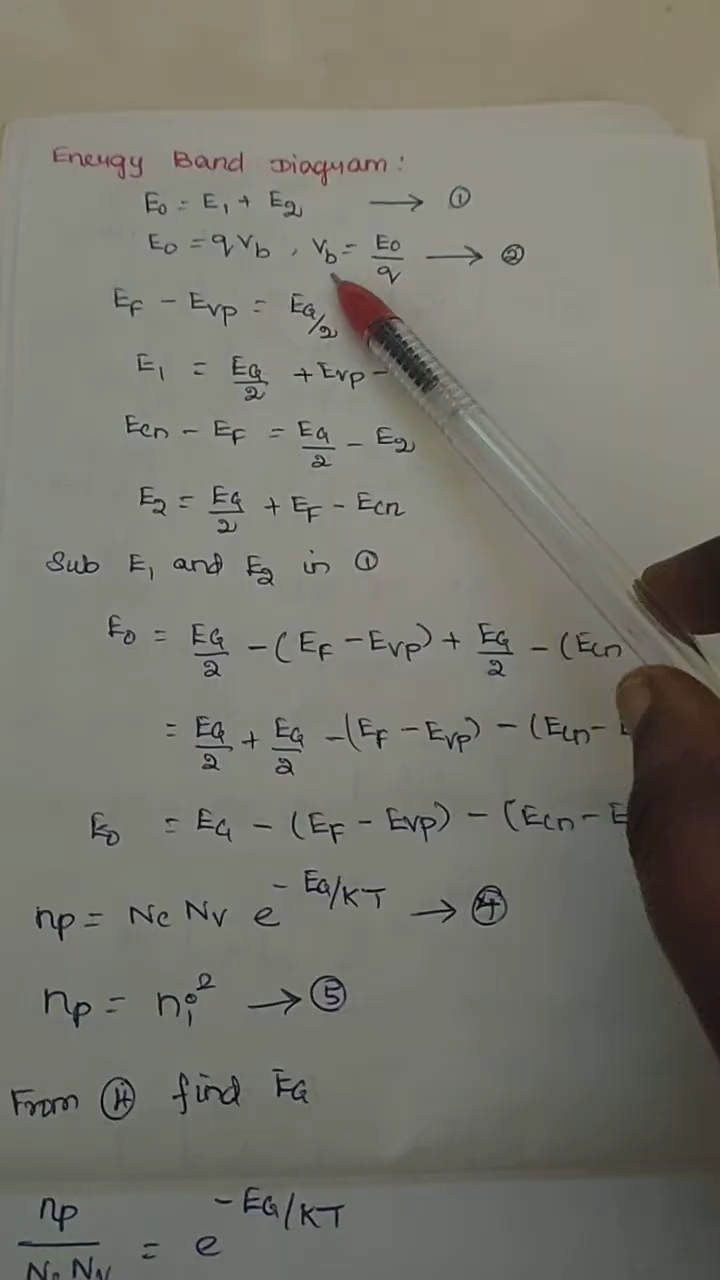 Energy Band Diagram:
E0 = E1 + E2 → ①
E0 = qVb , Vb = E0/q → ②
EF - EVP = EG/2
E1 = EG/2 + EVP -
Ecn - EF = EG/2 - E2
E2 = EG/2 + EF - Ecn
Sub E1 and E2 in ①
E0 = EG/2 - (EF - EVP) + EG/2 - (Ecn
= EG/2 + EG/2 - (EF - EVP) - (Ecn -
E0 = EG - (EF - EVP) - (Ecn - E
np = Nc Nv e^-EG/KT → ④
np = ni² → ⑤
From ④ find EG
np/Nc Nv = e^-EG/KT